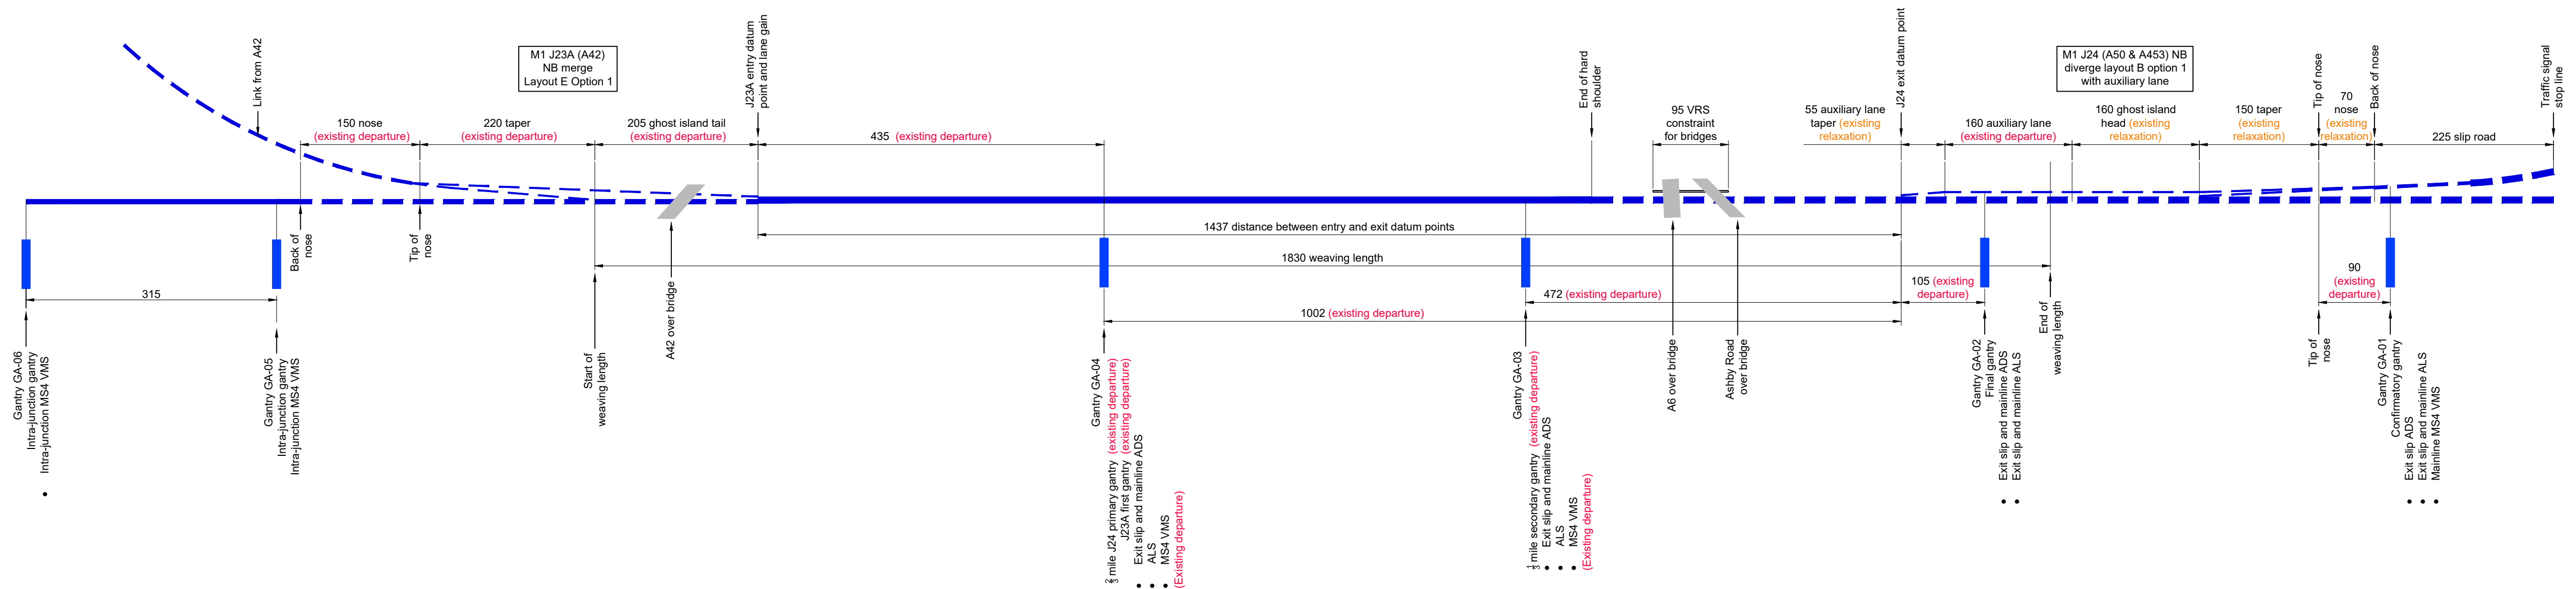 Link from A42
M1 J23A (A42)
NB merge
Layout E Option 1
J23A entry datum
point and lane gain
End of hard
shoulder
95 VRS
constraint
for bridges
55 auxiliary lane
taper (existing
relaxation)
J24 exit datum point
M1 J24 (A50 & A453) NB
diverge layout B option 1
with auxiliary lane
Tip of nose
Back of nose
Traffic signal
stop line
150 nose
(existing departure)
220 taper
(existing departure)
205 ghost island tail
(existing departure)
435 (existing departure)
160 auxiliary lane
(existing departure)
160 ghost island
head (existing
relaxation)
150 taper
(existing
relaxation)
70
nose
(existing
relaxation)
225 slip road
Back of
nose
Tip of
nose
1437 distance between entry and exit datum points
1830 weaving length
315
472 (existing departure)
105 (existing
departure)
90
(existing
departure)
1002 (existing departure)
Gantry GA-06
Intra-junction gantry
• Intra-junction MS4 VMS
Gantry GA-05
Intra-junction gantry
Intra-junction MS4 VMS
Start of
weaving length
A42 over bridge
Gantry GA-04
2/3 mile J24 primary gantry (existing departure)
J23A first gantry (existing departure)
• Exit slip and mainline ADS
• ALS
• MS4 VMS
(Existing departure)
Gantry GA-03
1/3 mile secondary gantry (existing departure)
• Exit slip and mainline ADS
• ALS
• MS4 VMS
(Existing departure)
A6 over bridge
Ashby Road
over bridge
Gantry GA-02
Final gantry
• Exit slip and mainline ADS
• Exit slip and mainline ALS
End of
weaving length
Tip of
nose
Gantry GA-01
Confirmatory gantry
• Exit slip ADS
• Exit slip and mainline ALS
• Mainline MS4 VMS